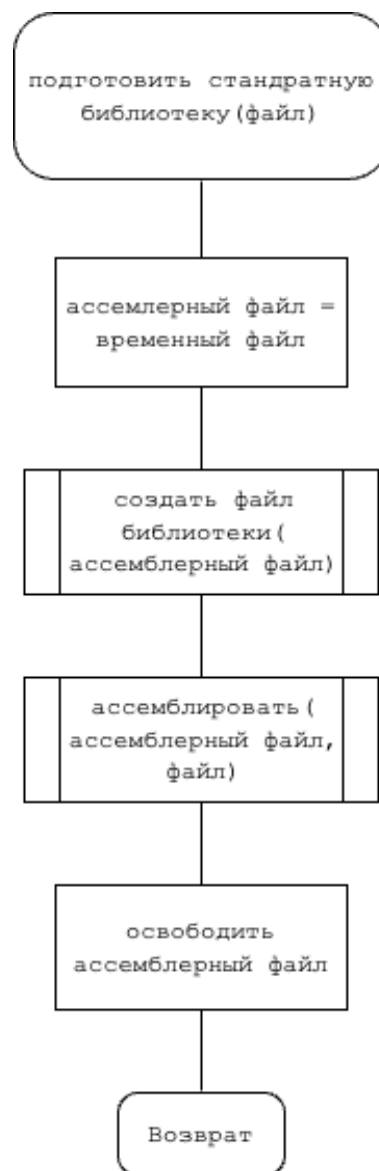 подготовить стандратную
библиотеку(файл)
ассемлерный файл =
временный файл
создать файл
библиотеки(
ассемблерный файл)
ассемблировать(
ассемблерный файл,
файл)
освободить
ассемблерный файл
Возврат